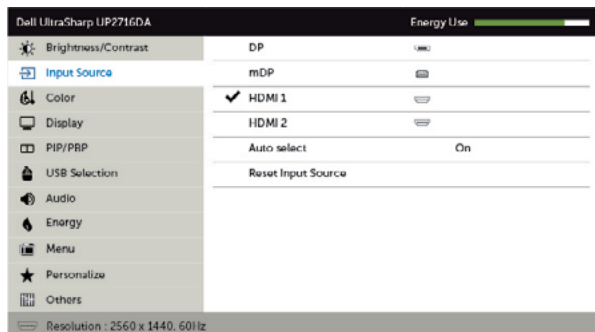 Dell UltraSharp UP2716DA Energy Use
Brightness/Contrast
Input Source
Color
Display
PIP/PBP
USB Selection
Audio
Energy
Menu
Personalize
Others
DP
mDP
HDMI 1
HDMI 2
Auto select On
Reset Input Source
Resolution : 2560 x 1440, 60Hz